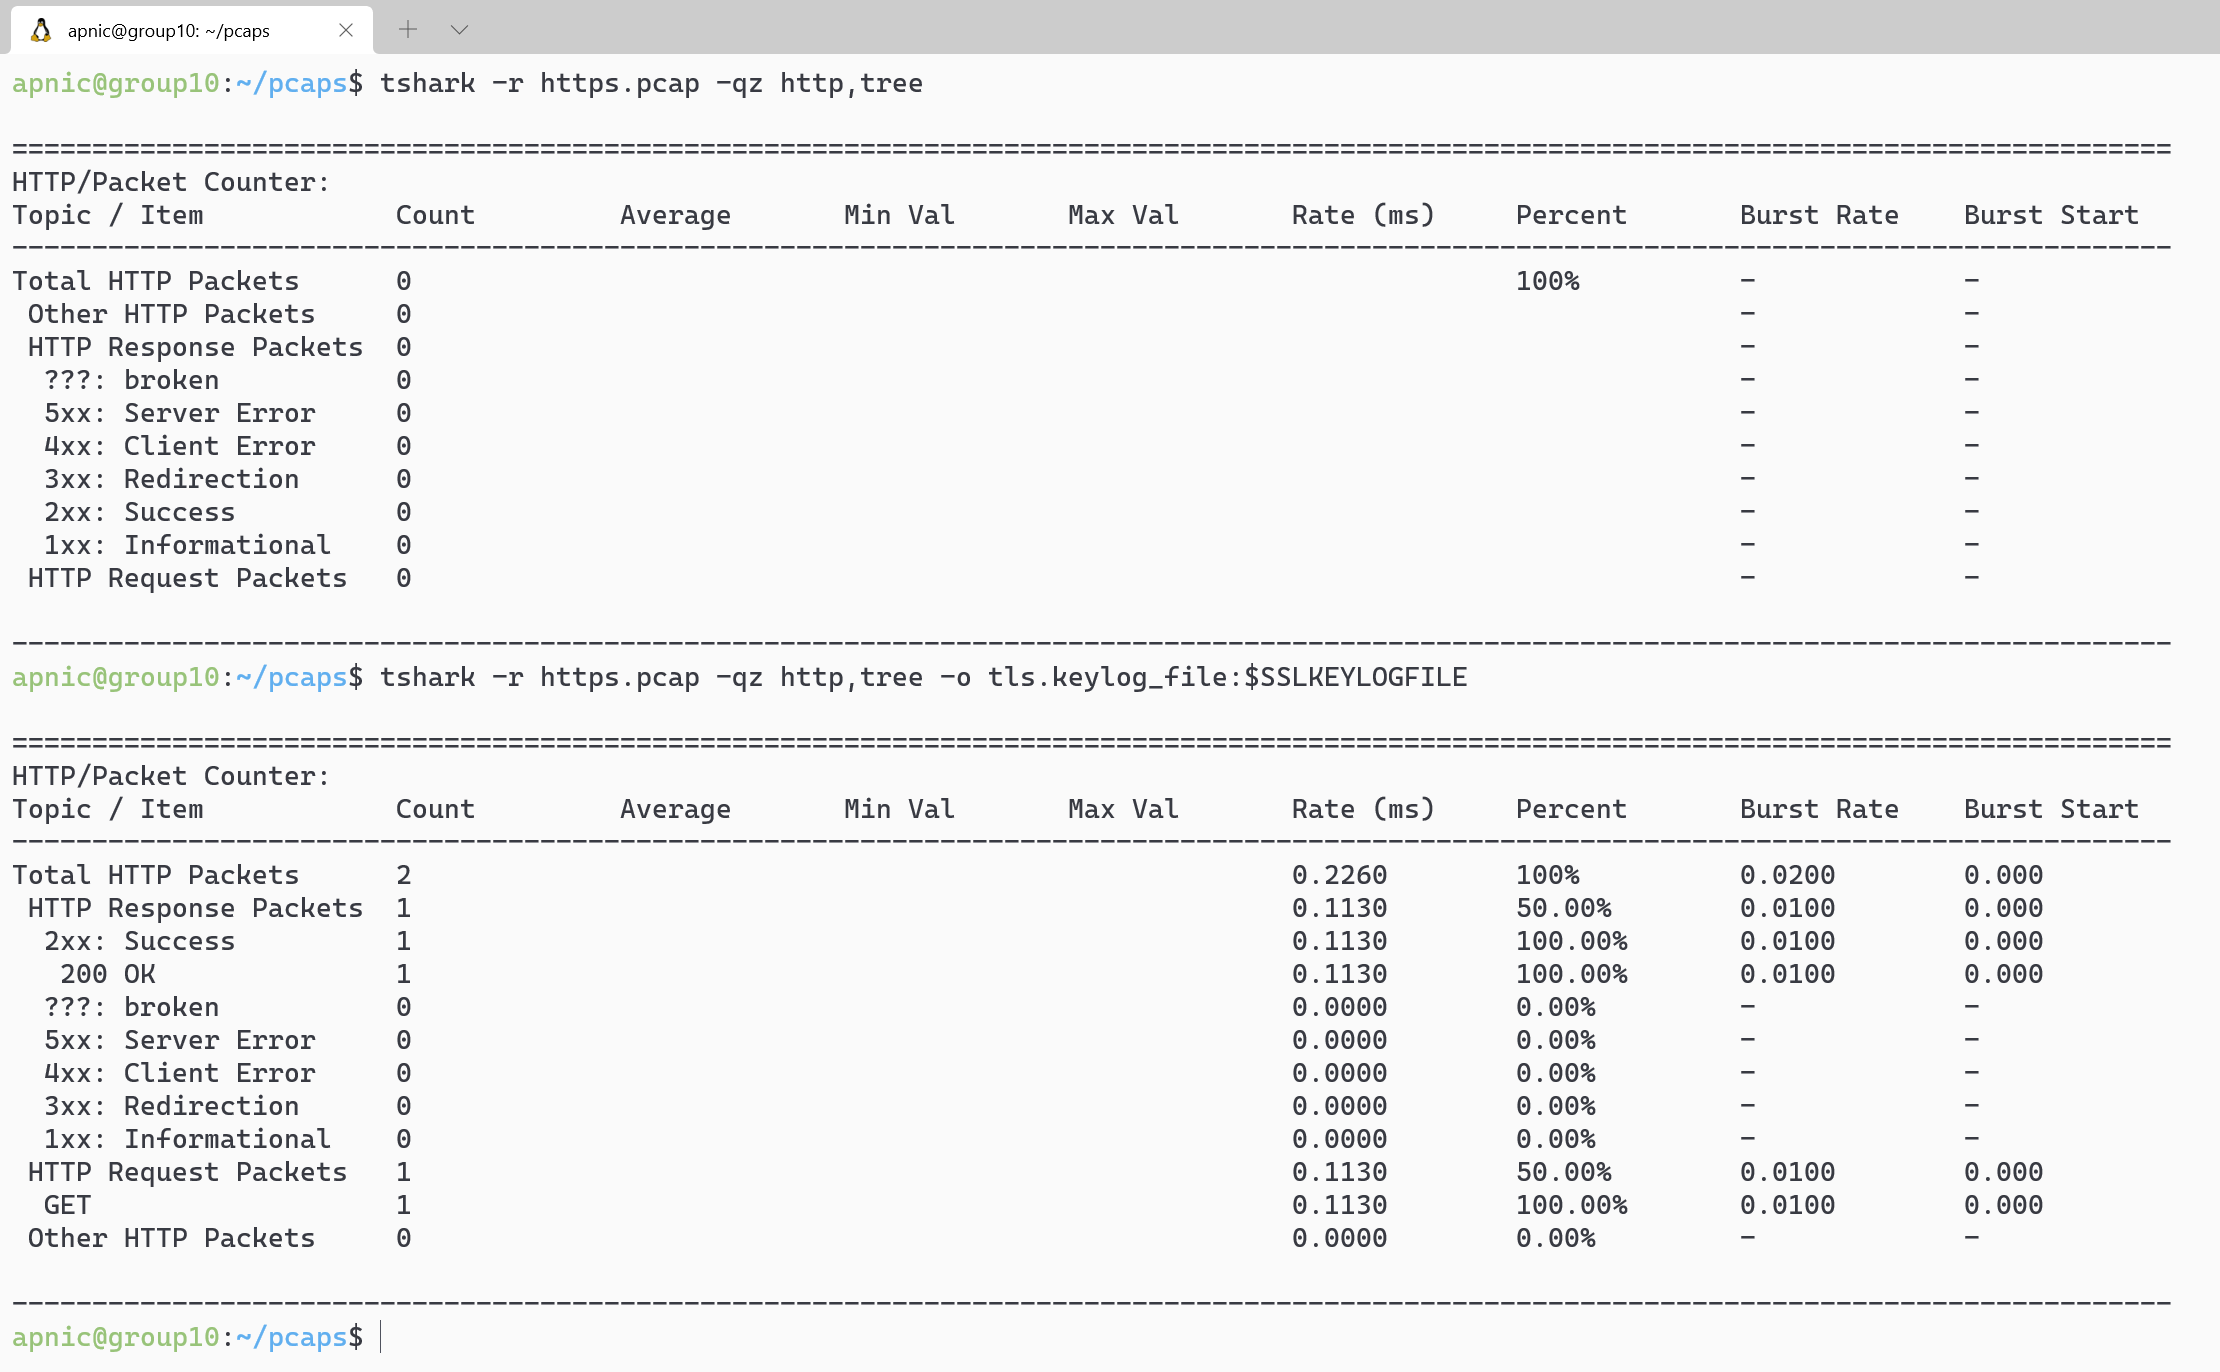 apnic@group10: ~/pcaps
apnic@group10:~/pcaps$ tshark -r https.pcap -qz http,tree
=======================================================================================================================================
HTTP/Packet Counter:
Topic / Item            Count         Average       Min Val       Max Val       Rate (ms)     Percent       Burst Rate    Burst Start
---------------------------------------------------------------------------------------------------------------------------------------
Total HTTP Packets      0                                                                     100%          -             -
 Other HTTP Packets     0                                                                                   -             -
 HTTP Response Packets  0                                                                                   -             -
  ???: broken           0                                                                                   -             -
  5xx: Server Error     0                                                                                   -             -
  4xx: Client Error     0                                                                                   -             -
  3xx: Redirection      0                                                                                   -             -
  2xx: Success          0                                                                                   -             -
  1xx: Informational    0                                                                                   -             -
 HTTP Request Packets   0                                                                                   -             -
---------------------------------------------------------------------------------------------------------------------------------------
apnic@group10:~/pcaps$ tshark -r https.pcap -qz http,tree -o tls.keylog_file:$SSLKEYLOGFILE
=======================================================================================================================================
HTTP/Packet Counter:
Topic / Item            Count         Average       Min Val       Max Val       Rate (ms)     Percent       Burst Rate    Burst Start
---------------------------------------------------------------------------------------------------------------------------------------
Total HTTP Packets      2                                                       0.2260        100%          0.0200        0.000
 HTTP Response Packets  1                                                       0.1130        50.00%        0.0100        0.000
  2xx: Success          1                                                       0.1130        100.00%       0.0100        0.000
   200 OK               1                                                       0.1130        100.00%       0.0100        0.000
  ???: broken           0                                                       0.0000        0.00%         -             -
  5xx: Server Error     0                                                       0.0000        0.00%         -             -
  4xx: Client Error     0                                                       0.0000        0.00%         -             -
  3xx: Redirection      0                                                       0.0000        0.00%         -             -
  1xx: Informational    0                                                       0.0000        0.00%         -             -
 HTTP Request Packets   1                                                       0.1130        50.00%        0.0100        0.000
  GET                   1                                                       0.1130        100.00%       0.0100        0.000
 Other HTTP Packets     0                                                       0.0000        0.00%         -             -
---------------------------------------------------------------------------------------------------------------------------------------
apnic@group10:~/pcaps$